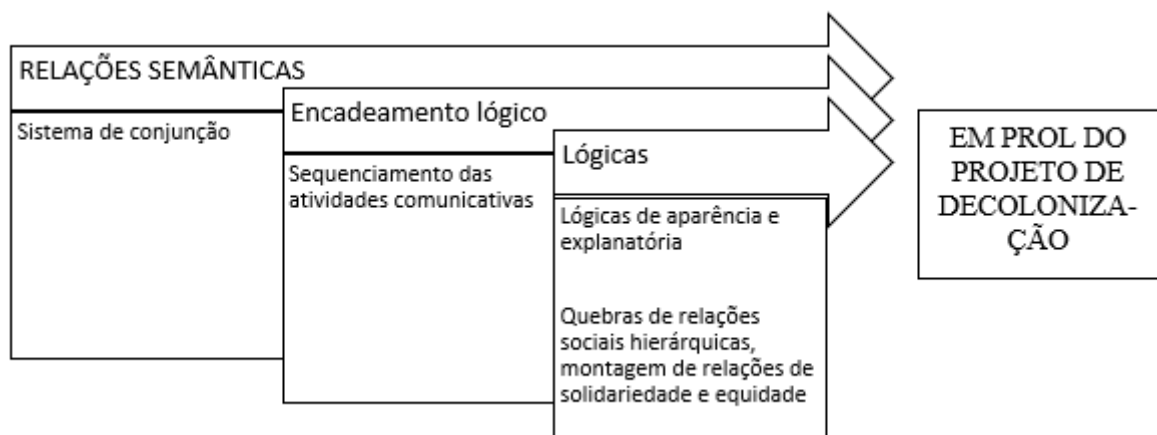 RELAÇÕES SEMÂNTICAS
Sistema de conjunção
Encadeamento lógico
Sequenciamento das
atividades comunicativas
Lógicas
Lógicas de aparência e
explanatória
Quebras de relações
sociais hierárquicas,
montagem de relações de
solidariedade e equidade
EM PROL DO
PROJETO DE
DECOLONIZA-
ÇÃO